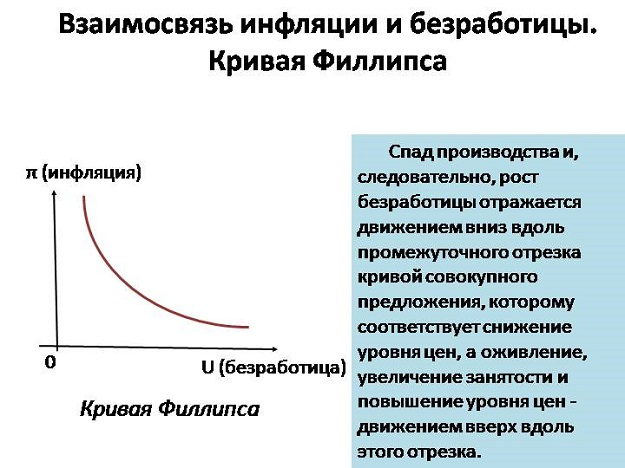 Взаимосвязь инфляции и безработицы.
Кривая Филлипса
π (инфляция)
0
U (безработица)
Кривая Филлипса
Спад производства и,
следовательно, рост
безработицы отражается
движением вниз вдоль
промежуточного отрезка
кривой совокупного
предложения, которому
соответствует снижение
уровня цен, а оживление,
увеличение занятости и
повышение уровня цен -
движением вверх вдоль
этого отрезка.